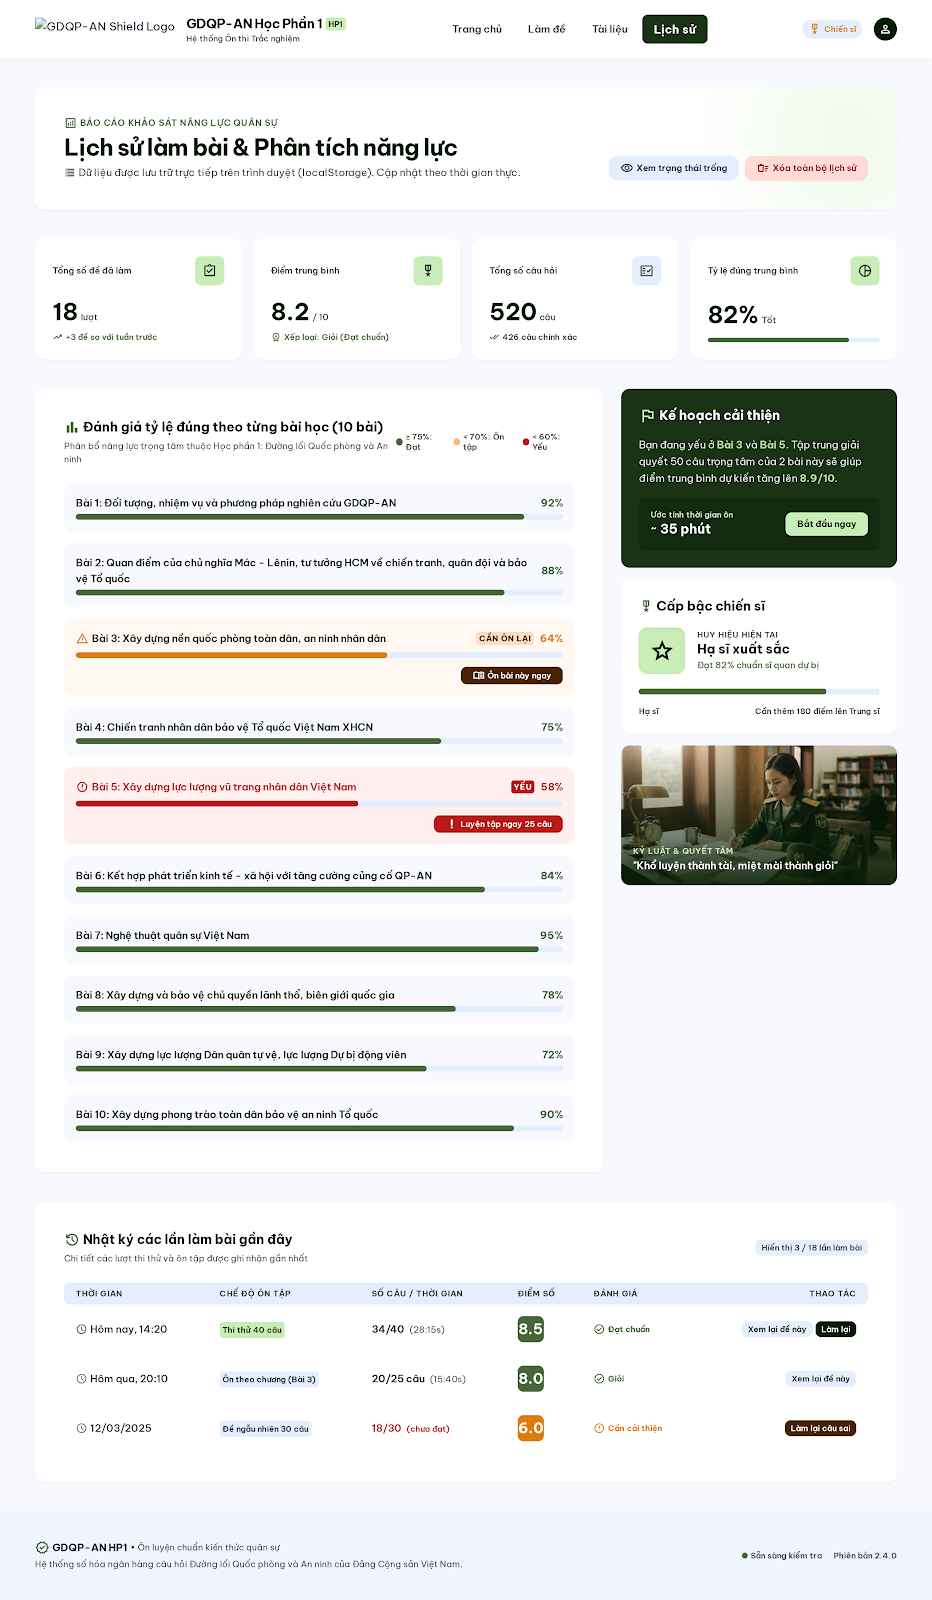 GDQP-AN Shield Logo
GDQP-AN Học Phần 1 HP1
Hệ thống Ôn thi Trắc nghiệm
Trang chủ
Làm đề
Tài liệu
Lịch sử
Chiến sĩ
BÁO CÁO KHẢO SÁT NĂNG LỰC QUÂN SỰ
Lịch sử làm bài & Phân tích năng lực
Dữ liệu được lưu trữ trực tiếp trên trình duyệt (localStorage). Cập nhật theo thời gian thực.
Xem trạng thái trống
Xóa toàn bộ lịch sử
Tổng số đề đã làm
18 lượt
+3 đề so với tuần trước
Điểm trung bình
8.2 / 10
Xếp loại: Giỏi (Đạt chuẩn)
Tổng số câu hỏi
520 câu
426 câu chính xác
Tỷ lệ đúng trung bình
82% Tốt
Đánh giá tỷ lệ đúng theo từng bài học (10 bài)
Phân bổ năng lực trọng tâm thuộc Học phần 1: Đường lối Quốc phòng và An
ninh
≥ 75%:
Đạt
< 70%: Ôn
tập
< 60%:
Yếu
Bài 1: Đối tượng, nhiệm vụ và phương pháp nghiên cứu GDQP-AN 92%
Bài 2: Quan điểm của chủ nghĩa Mác - Lênin, tư tưởng HCM về chiến tranh, quân đội và bảo
vệ Tổ quốc
88%
Bài 3: Xây dựng nền quốc phòng toàn dân, an ninh nhân dân CẦN ÔN LẠI 64%
Ôn bài này ngay
Bài 4: Chiến tranh nhân dân bảo vệ Tổ quốc Việt Nam XHCN 75%
Bài 5: Xây dựng lực lượng vũ trang nhân dân Việt Nam YẾU 58%
Luyện tập ngay 25 câu
Bài 6: Kết hợp phát triển kinh tế - xã hội với tăng cường củng cố QP-AN 84%
Bài 7: Nghệ thuật quân sự Việt Nam 95%
Bài 8: Xây dựng và bảo vệ chủ quyền lãnh thổ, biên giới quốc gia 78%
Bài 9: Xây dựng lực lượng Dân quân tự vệ, lực lượng Dự bị động viên 72%
Bài 10: Xây dựng phong trào toàn dân bảo vệ an ninh Tổ quốc 90%
Kế hoạch cải thiện
Bạn đang yếu ở Bài 3 và Bài 5. Tập trung giải
quyết 50 câu trọng tâm của 2 bài này sẽ giúp
điểm trung bình dự kiến tăng lên 8.9/10.
Ước tính thời gian ôn
~ 35 phút
Bắt đầu ngay
Cấp bậc chiến sĩ
HUY HIỆU HIỆN TẠI
Hạ sĩ xuất sắc
Đạt 82% chuẩn sĩ quan dự bị
Hạ sĩ
Cần thêm 180 điểm lên Trung sĩ
KỶ LUẬT & QUYẾT TÂM
"Khổ luyện thành tài, miệt mài thành giỏi"
Nhật ký các lần làm bài gần đây
Chi tiết các lượt thi thử và ôn tập được ghi nhận gần nhất
Hiển thị 3 / 18 lần làm bài
THỜI GIAN CHẾ ĐỘ ÔN TẬP SỐ CÂU / THỜI GIAN ĐIỂM SỐ ĐÁNH GIÁ THAO TÁC
Hôm nay, 14:20 Thi thử 40 câu 34/40 (28:15s) 8.5 Đạt chuẩn Xem lại đề này Làm lại
Hôm qua, 20:10 Ôn theo chương (Bài 3) 20/25 câu (15:40s) 8.0 Giỏi Xem lại đề này
12/03/2025 Đề ngẫu nhiên 30 câu 18/30 (chưa đạt) 6.0 Cần cải thiện Làm lại câu sai
GDQP-AN HP1 • Ôn luyện chuẩn kiến thức quân sự
Hệ thống số hóa ngân hàng câu hỏi Đường lối Quốc phòng và An ninh của Đảng Cộng sản Việt Nam.
Sẵn sàng kiểm tra
Phiên bản 2.4.0